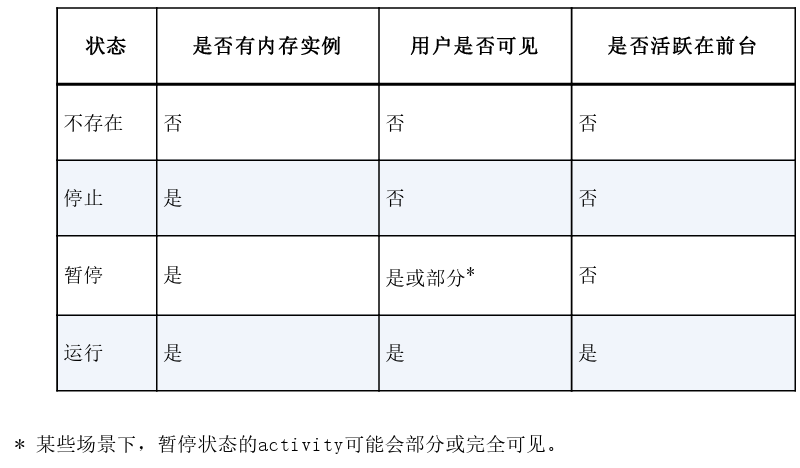 状态 是否有内存实例 用户是否可见 是否活跃在前台
不存在 否 否 否
停止 是 否 否
暂停 是 是或部分* 否
运行 是 是 是
* 某些场景下，暂停状态的activity可能会部分或完全可见。